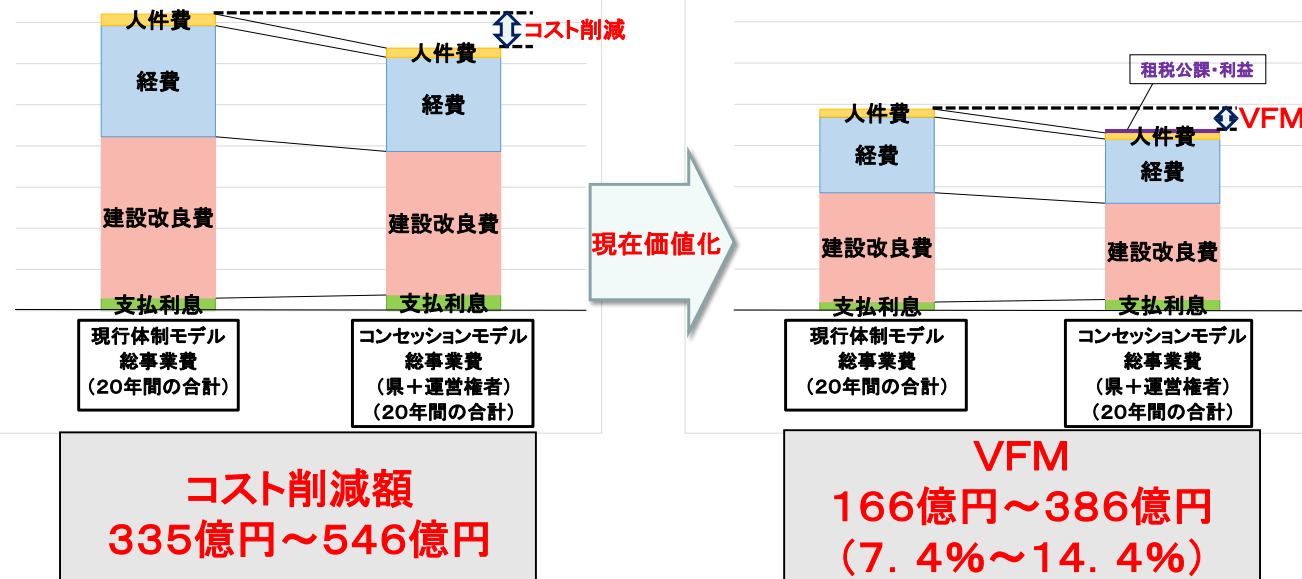 人件費
コスト削減
人件費
経費
経費
建設改良費
建設改良費
支払利息
支払利息
現行体制モデル
総事業費
（20年間の合計）
コンセッションモデル
総事業費
（県＋運営権者）
（20年間の合計）
コスト削減額
335億円～546億円
現在価値化
租税公課・利益
人件費
VFM
人件費
経費
経費
建設改良費
建設改良費
支払利息
支払利息
現行体制モデル
総事業費
（20年間の合計）
コンセッションモデル
総事業費
（県＋運営権者）
（20年間の合計）
VFM
166億円～386億円
（7．4%～14．4%）